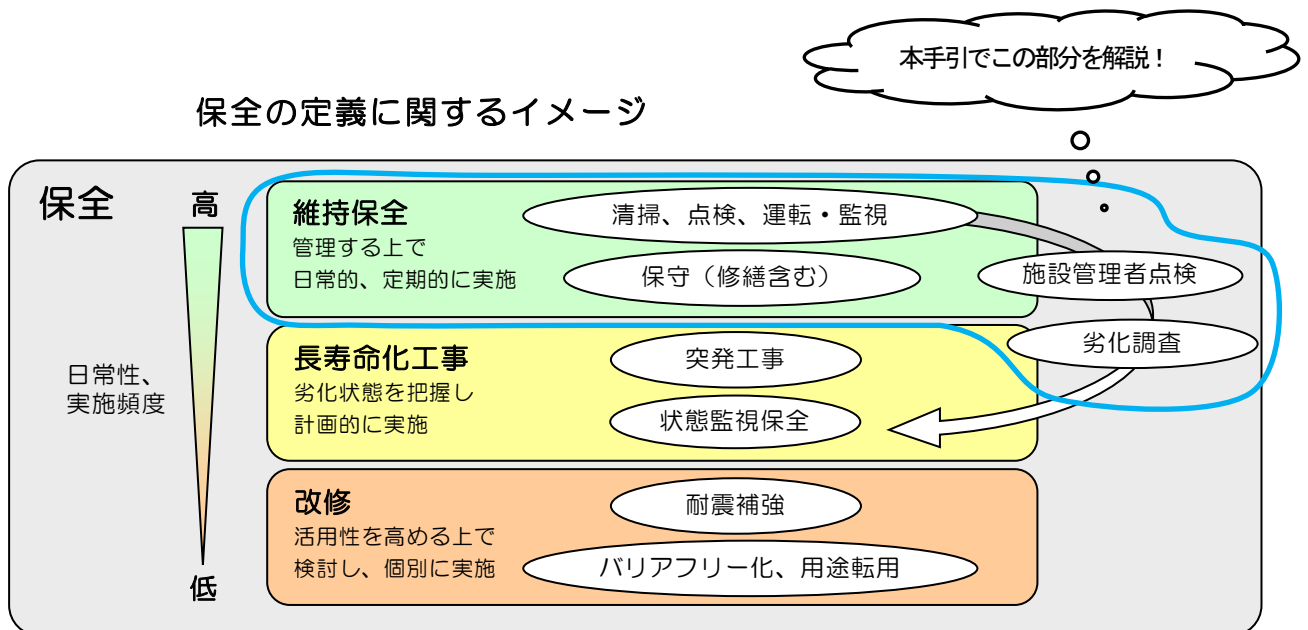 本手引でこの部分を解説！
保全の定義に関するイメージ
保全
高
日常性、
実施頻度
低
維持保全
管理する上で
日常的、定期的に実施
清掃、点検、運転・監視
保守（修繕含む）
施設管理者点検
劣化調査
長寿命化工事
劣化状態を把握し
計画的に実施
突発工事
状態監視保全
改修
活用性を高める上で
検討し、個別に実施
耐震補強
バリアフリー化、用途転用